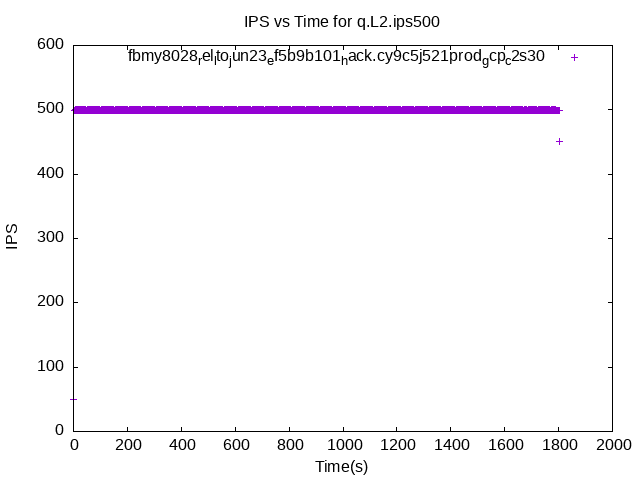 IPS vs Time for q.L2.ips500
600
fbmy8028relltojun23ef5b9b101hack.cy9c5j521prodgcpc2s30
500
400
300
IPS
200
100
0
0 200 400 600 800 1000 1200 1400 1600 1800 2000
Time(s)